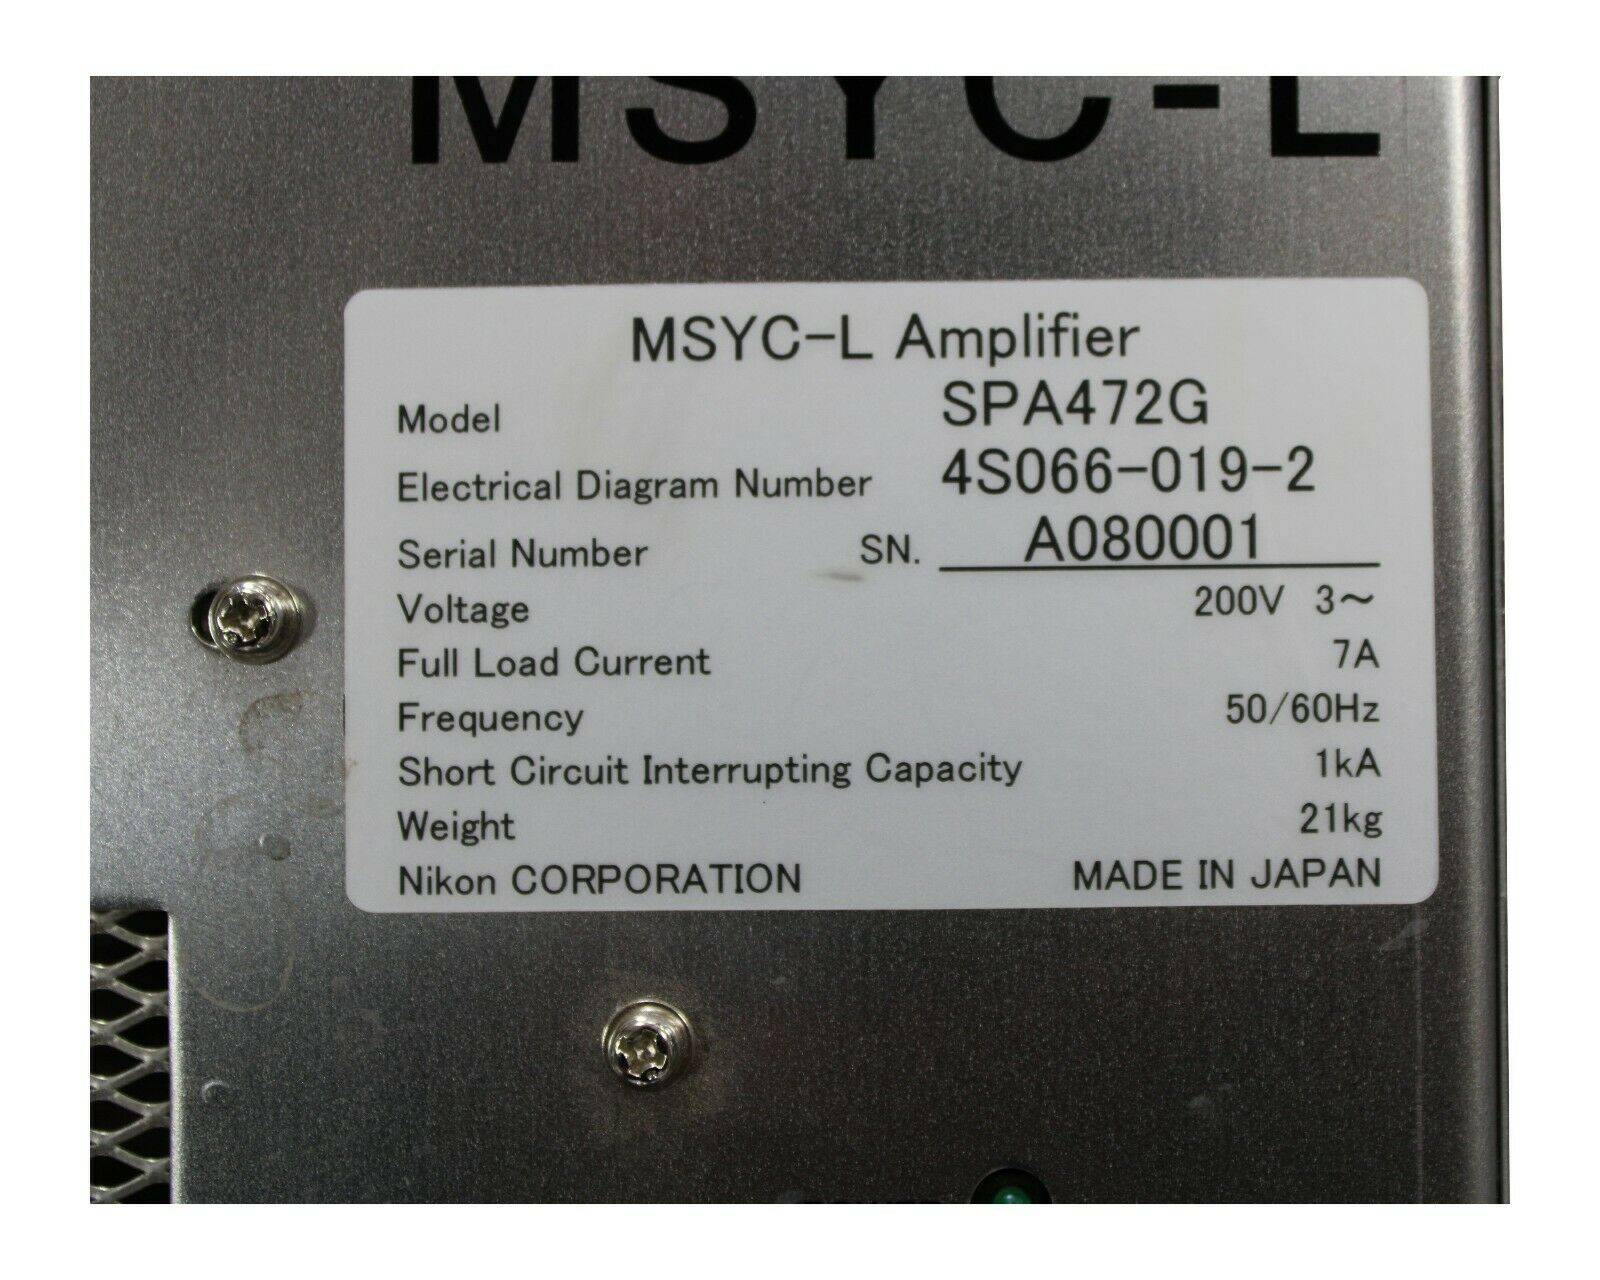 MSYC-L
MSYC-L Amplifier
Model SPA472G
Electrical Diagram Number 4S066-019-2
Serial Number SN. A080001
Voltage 200V 3～
Full Load Current 7A
Frequency 50/60Hz
Short Circuit Interrupting Capacity 1kA
Weight 21kg
Nikon CORPORATION MADE IN JAPAN